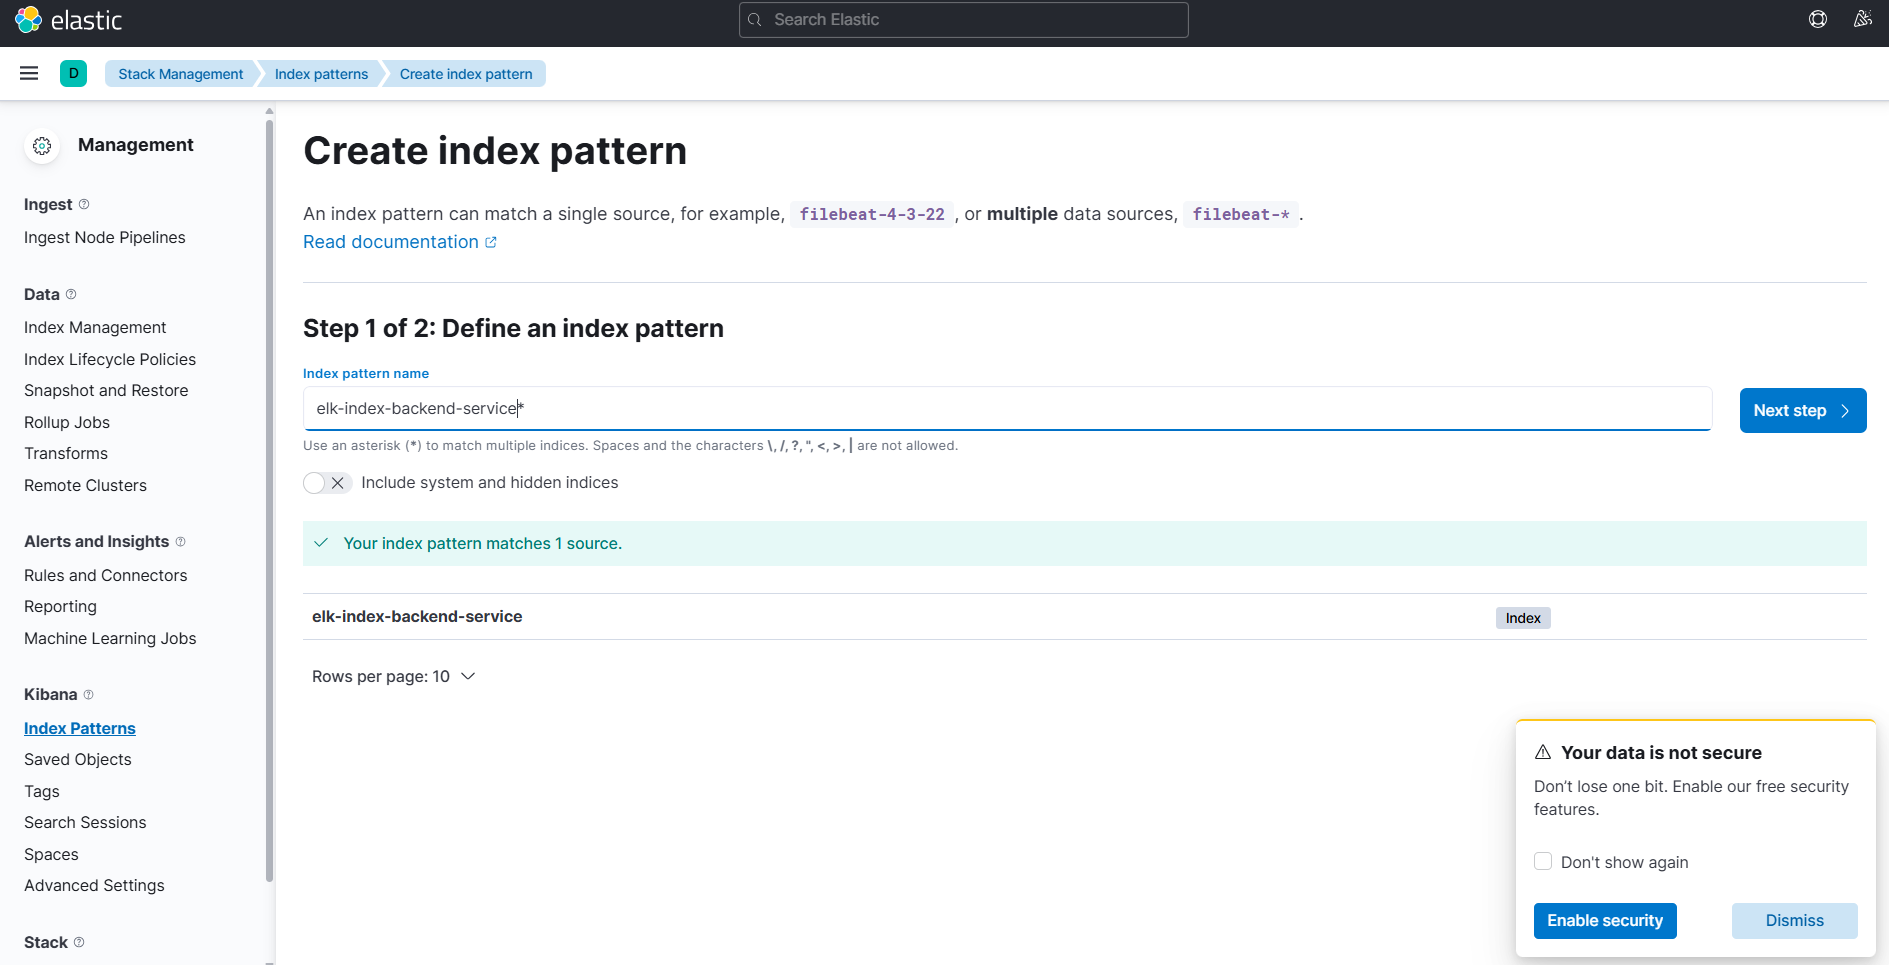 elastic
Search Elastic
D
Stack Management
Index patterns
Create index pattern
Management
Ingest
Ingest Node Pipelines
Data
Index Management
Index Lifecycle Policies
Snapshot and Restore
Rollup Jobs
Transforms
Remote Clusters
Alerts and Insights
Rules and Connectors
Reporting
Machine Learning Jobs
Kibana
Index Patterns
Saved Objects
Tags
Search Sessions
Spaces
Advanced Settings
Stack
Create index pattern
An index pattern can match a single source, for example, filebeat-4-3-22 , or multiple data sources, filebeat-* .
Read documentation
Step 1 of 2: Define an index pattern
Index pattern name
elk-index-backend-service*
Next step
Use an asterisk (*) to match multiple indices. Spaces and the characters \, /, ?, ", <, >, | are not allowed.
Include system and hidden indices
Your index pattern matches 1 source.
elk-index-backend-service
Index
Rows per page: 10
Your data is not secure
Don’t lose one bit. Enable our free security
features.
Don't show again
Enable security
Dismiss